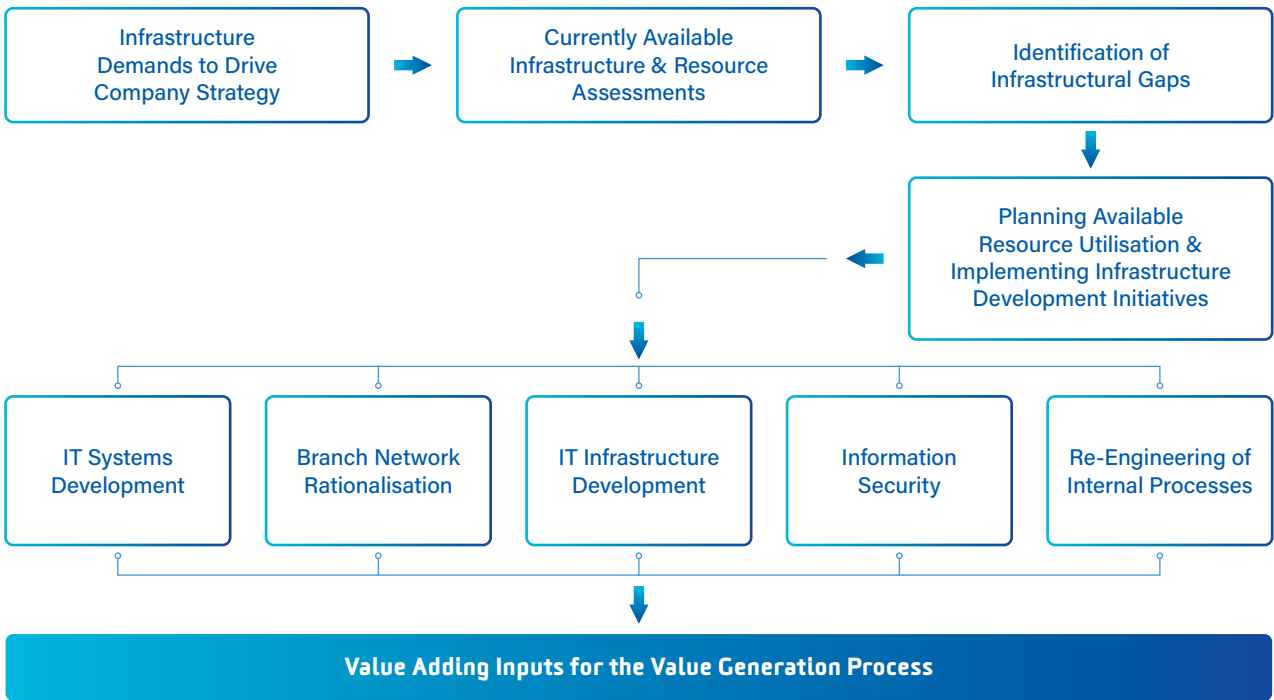 Infrastructure
Demands to Drive
Company Strategy
Currently Available
Infrastructure & Resource
Assessments
Identification of
Infrastructural Gaps
Planning Available
Resource Utilisation &
Implementing Infrastructure
Development Initiatives
IT Systems
Development
Branch Network
Rationalisation
IT Infrastructure
Development
Information
Security
Re-Engineering of
Internal Processes
Value Adding Inputs for the Value Generation Process